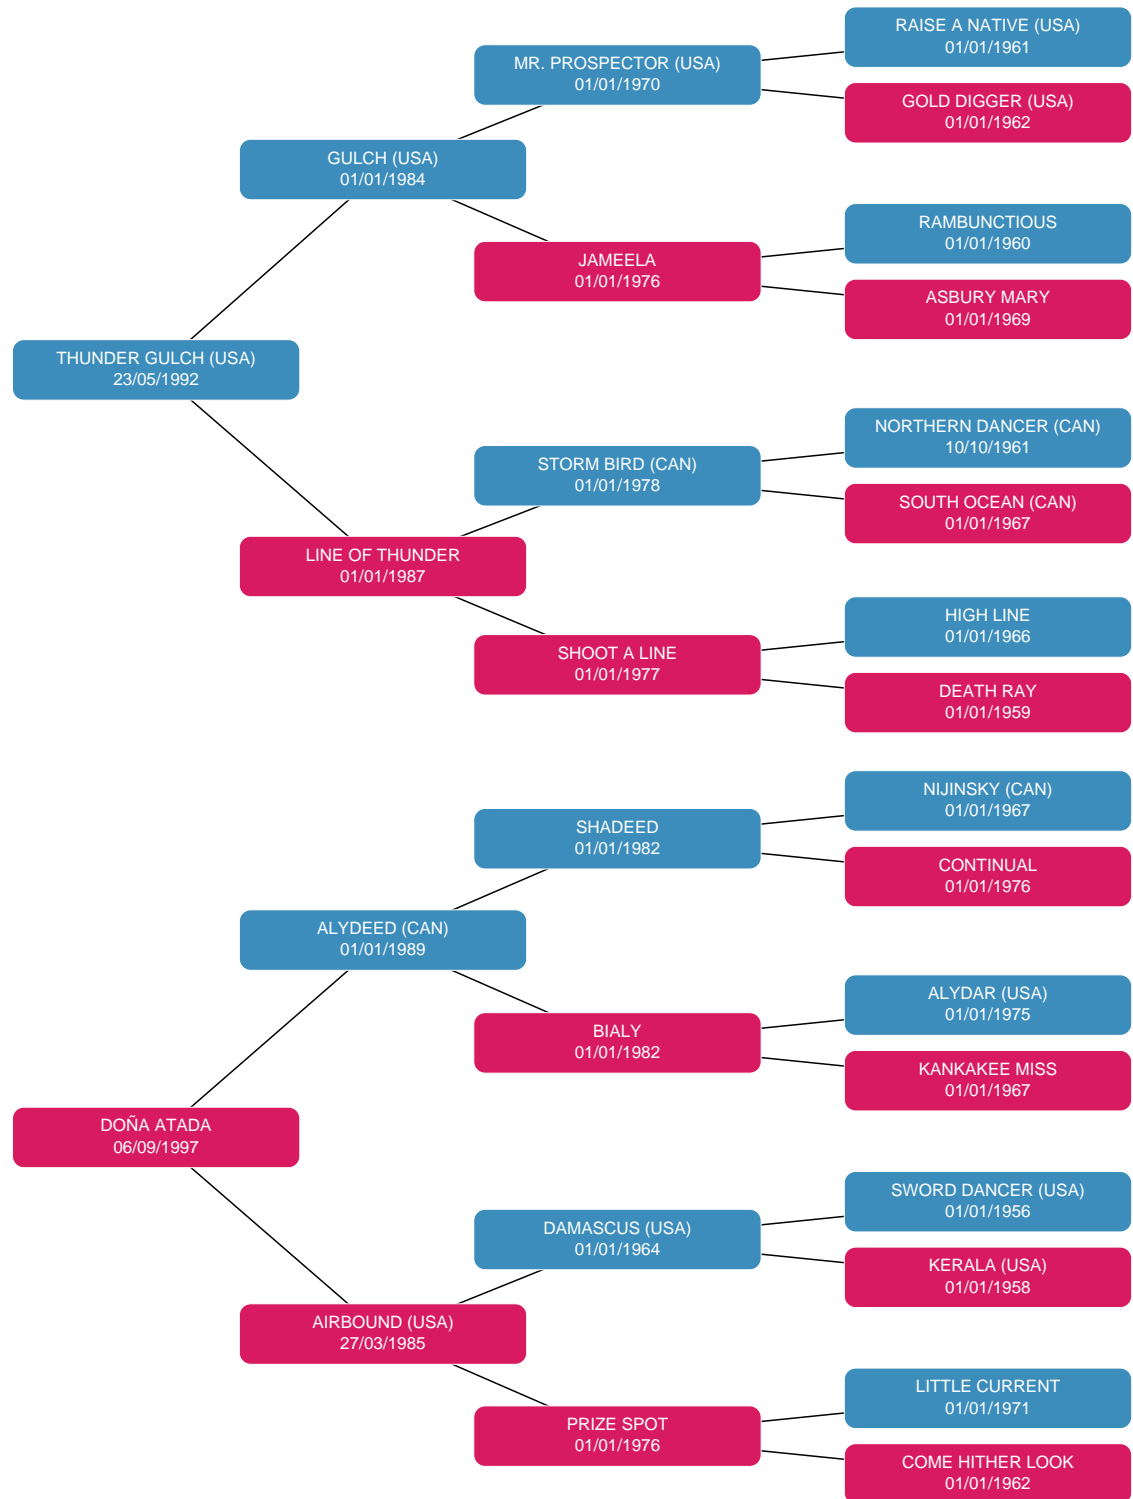 RAISE A NATIVE (USA)
01/01/1961
MR. PROSPECTOR (USA)
01/01/1970
GOLD DIGGER (USA)
01/01/1962
GULCH (USA)
01/01/1984
RAMBUNCTIOUS
01/01/1960
JAMEELA
01/01/1976
ASBURY MARY
01/01/1969
THUNDER GULCH (USA)
23/05/1992
NORTHERN DANCER (CAN)
10/10/1961
STORM BIRD (CAN)
01/01/1978
SOUTH OCEAN (CAN)
01/01/1967
LINE OF THUNDER
01/01/1987
HIGH LINE
01/01/1966
SHOOT A LINE
01/01/1977
DEATH RAY
01/01/1959
NIJINSKY (CAN)
01/01/1967
SHADEED
01/01/1982
CONTINUAL
01/01/1976
ALYDEED (CAN)
01/01/1989
ALYDAR (USA)
01/01/1975
BIALY
01/01/1982
KANKAKEE MISS
01/01/1967
DOÑA ATADA
06/09/1997
SWORD DANCER (USA)
01/01/1956
DAMASCUS (USA)
01/01/1964
KERALA (USA)
01/01/1958
AIRBOUND (USA)
27/03/1985
LITTLE CURRENT
01/01/1971
PRIZE SPOT
01/01/1976
COME HITHER LOOK
01/01/1962